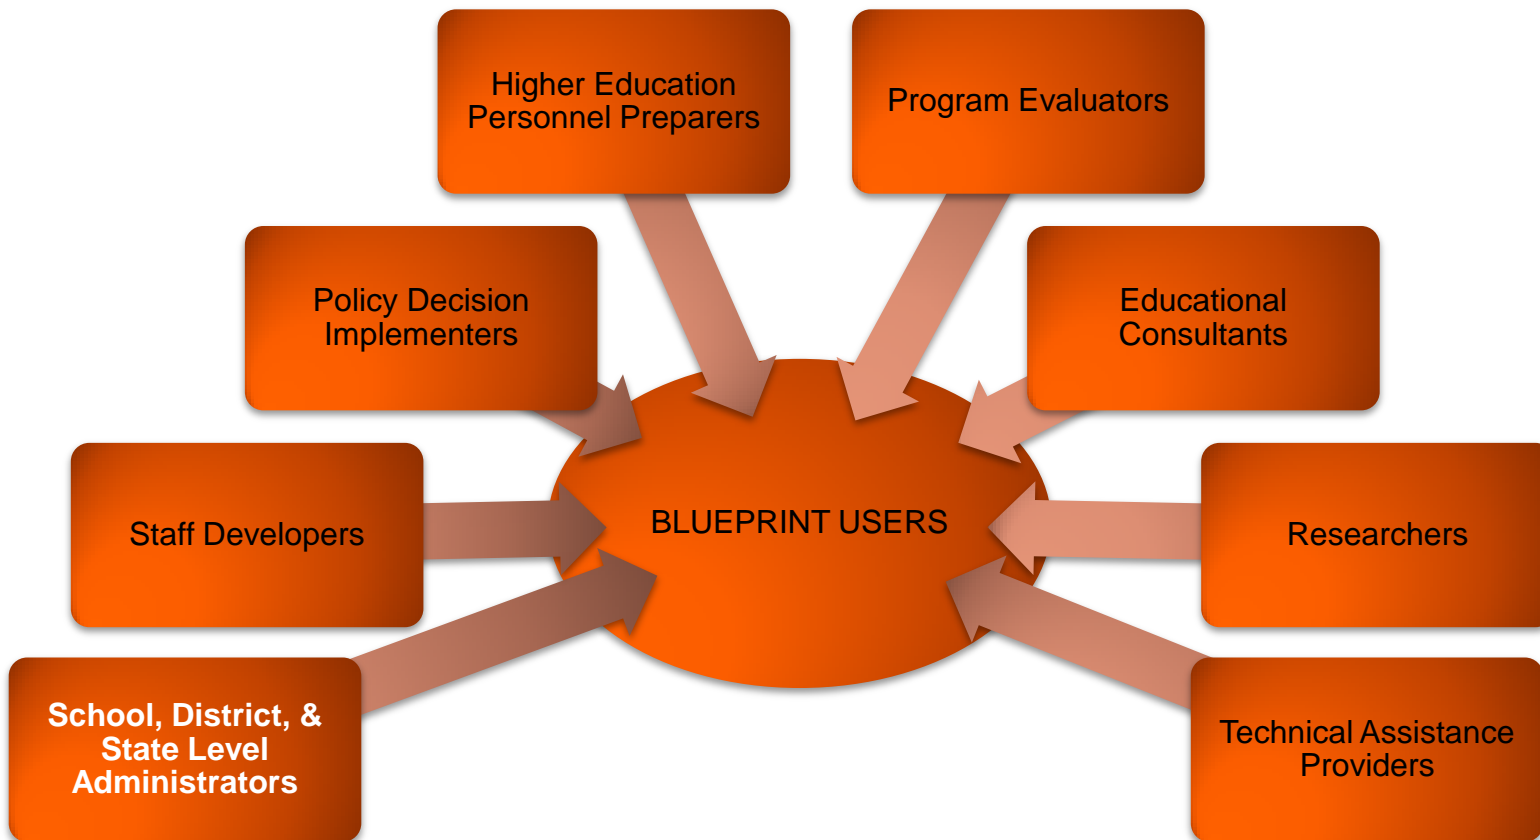 Higher Education
Personnel Preparers
Program Evaluators
Policy Decision
Implementers
Educational
Consultants
Staff Developers
BLUEPRINT USERS
Researchers
School, District, &
State Level
Administrators
Technical Assistance
Providers